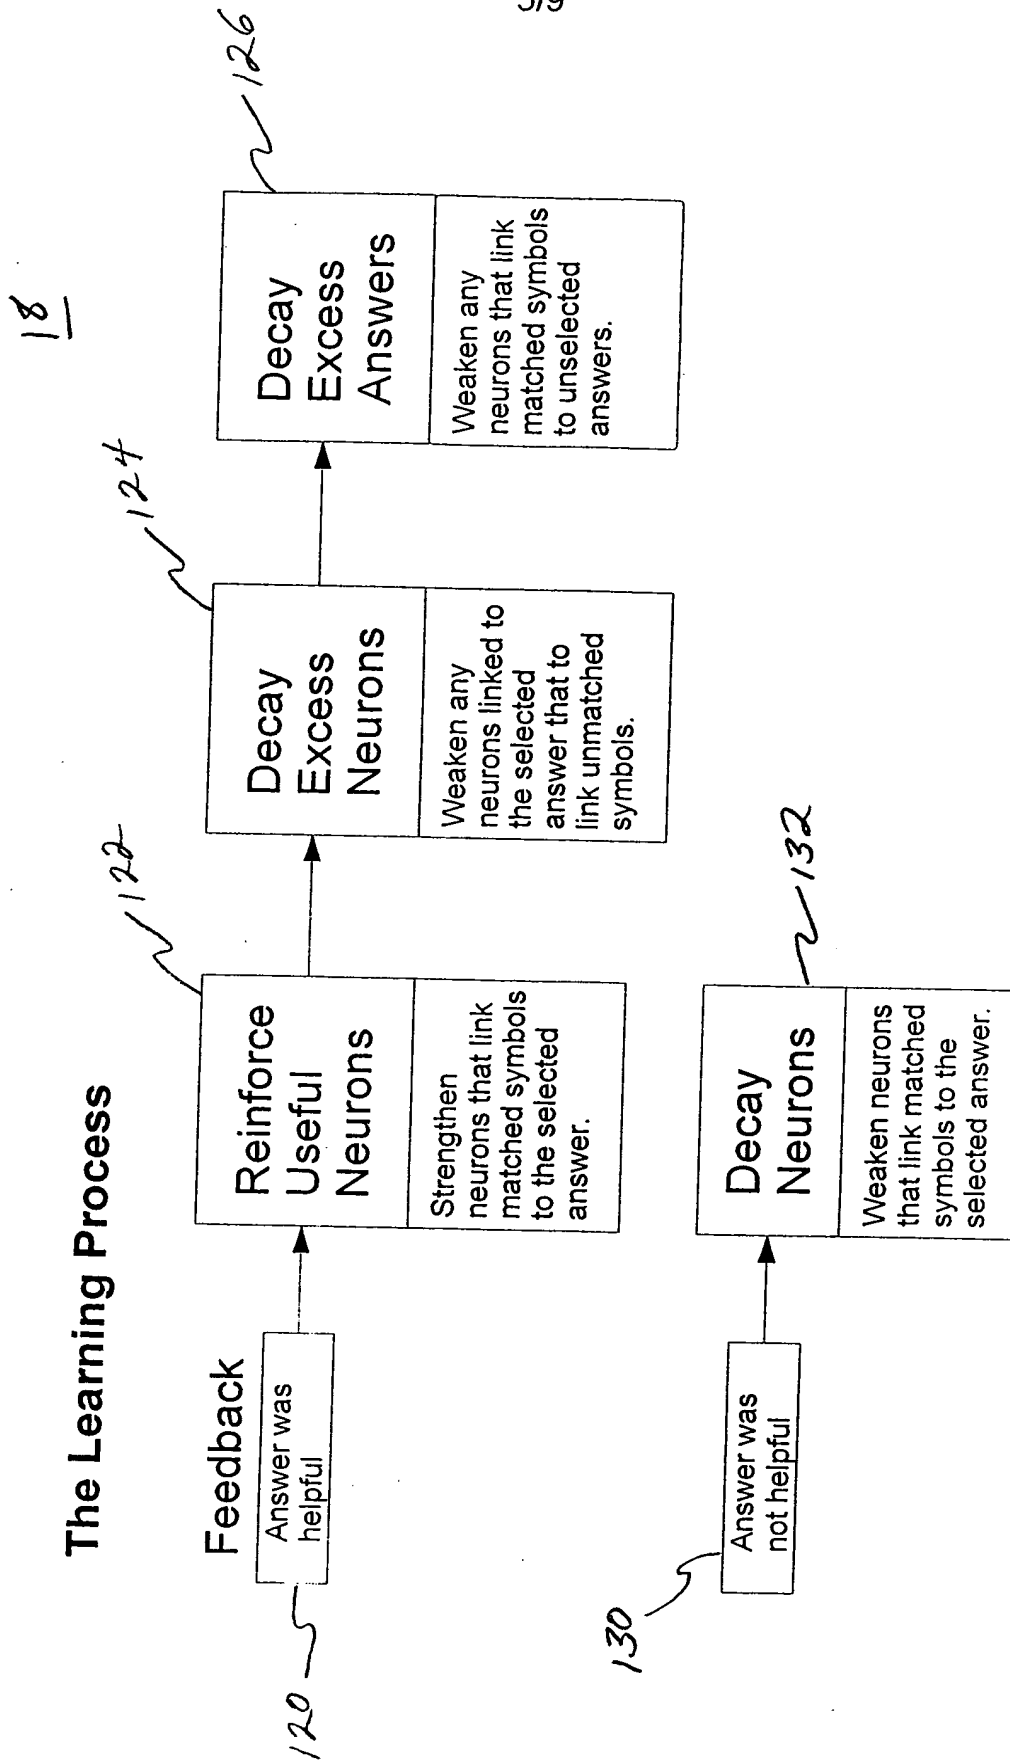 5/9
18
The Learning Process
Feedback
120
Answer was
helpful
122
Reinforce
Useful
Neurons
Strengthen
neurons that link
matched symbols
to the selected
answer.
124
Decay
Excess
Neurons
Weaken any
neurons linked to
the selected
answer that to
link unmatched
symbols.
126
Decay
Excess
Answers
Weaken any
neurons that link
matched symbols
to unselected
answers.
130
Answer was
not helpful
132
Decay
Neurons
Weaken neurons
that link matched
symbols to the
selected answer.